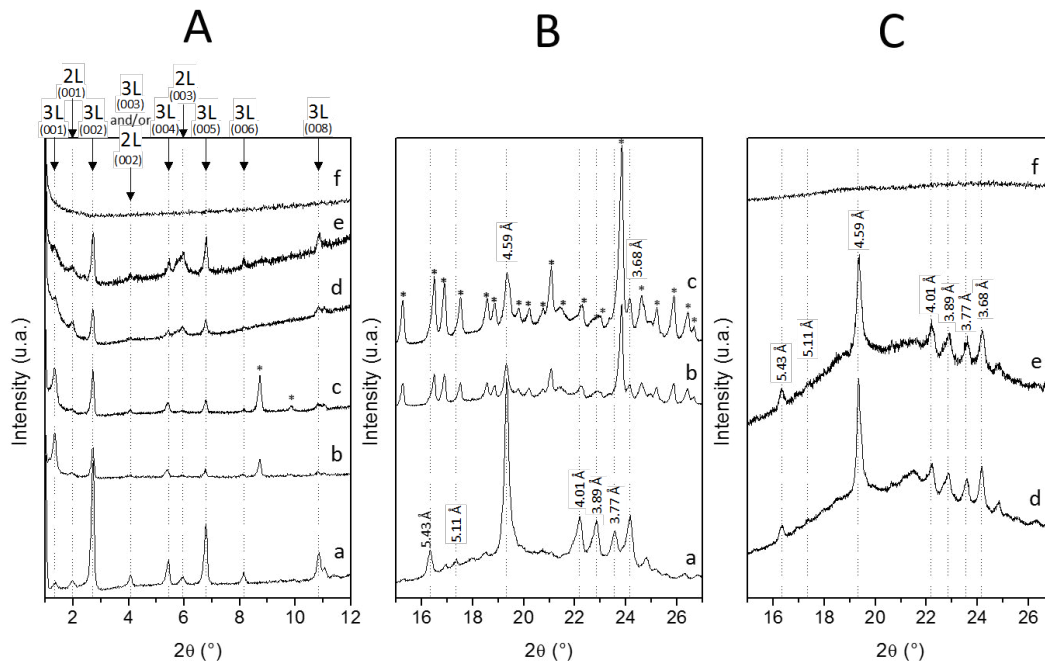 A
B
C
2L
(001)
2L
(003)
3L
(003)
and/or
2L
(002)
3L
(001)
3L
(002)
3L
(004)
3L
(005)
3L
(006)
3L
(008)
f
e
d
c
*
*
b
a
Intensity (u.a.)
2 4 6 8 10 12
2θ (°)
* * * * * * * * * * * * * * * * * *
4.59 Å
3.68 Å
c
b
5.43 Å
5.11 Å
4.01 Å
3.89 Å
3.77 Å
a
Intensity (u.a.)
16 18 20 22 24 26
2θ (°)
f
4.59 Å
5.43 Å
5.11 Å
4.01 Å
3.89 Å
3.77 Å
3.68 Å
e
d
Intensity (u.a.)
16 18 20 22 24 26
2θ (°)